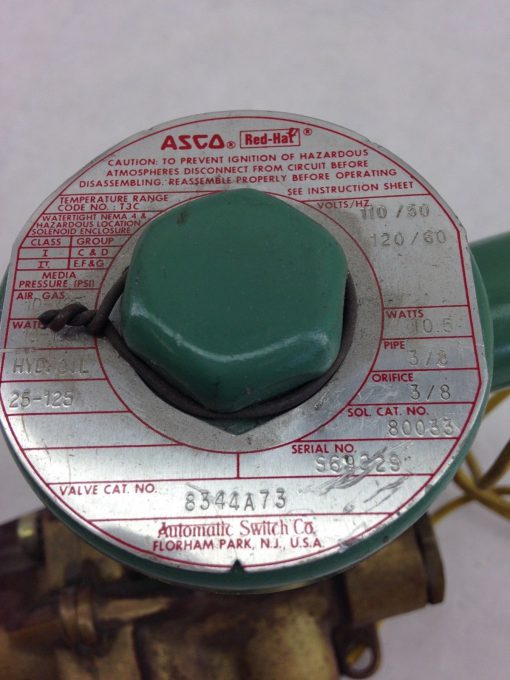 ASCO® Red-Hat®
CAUTION: TO PREVENT IGNITION OF HAZARDOUS
ATMOSPHERES DISCONNECT FROM CIRCUIT BEFORE
DISASSEMBLING. REASSEMBLE PROPERLY BEFORE OPERATING
SEE INSTRUCTION SHEET
TEMPERATURE RANGE
CODE NO.: T3C
WATERTIGHT NEMA 4 &
HAZARDOUS LOCATION
SOLENOID ENCLOSURE
CLASS GROUP
I C & D
II E,F&G
MEDIA
PRESSURE (PSI)
AIR, GAS
HYD. OIL
25-125
VOLTS/HZ.
110/50
120/60
WATTS
10.5
PIPE
3/8
ORIFICE
3/8
SOL. CAT. NO.
80033
SERIAL NO.
VALVE CAT. NO.
8344A73
Automatic Switch Co.
FLORHAM PARK, N.J., U.S.A.